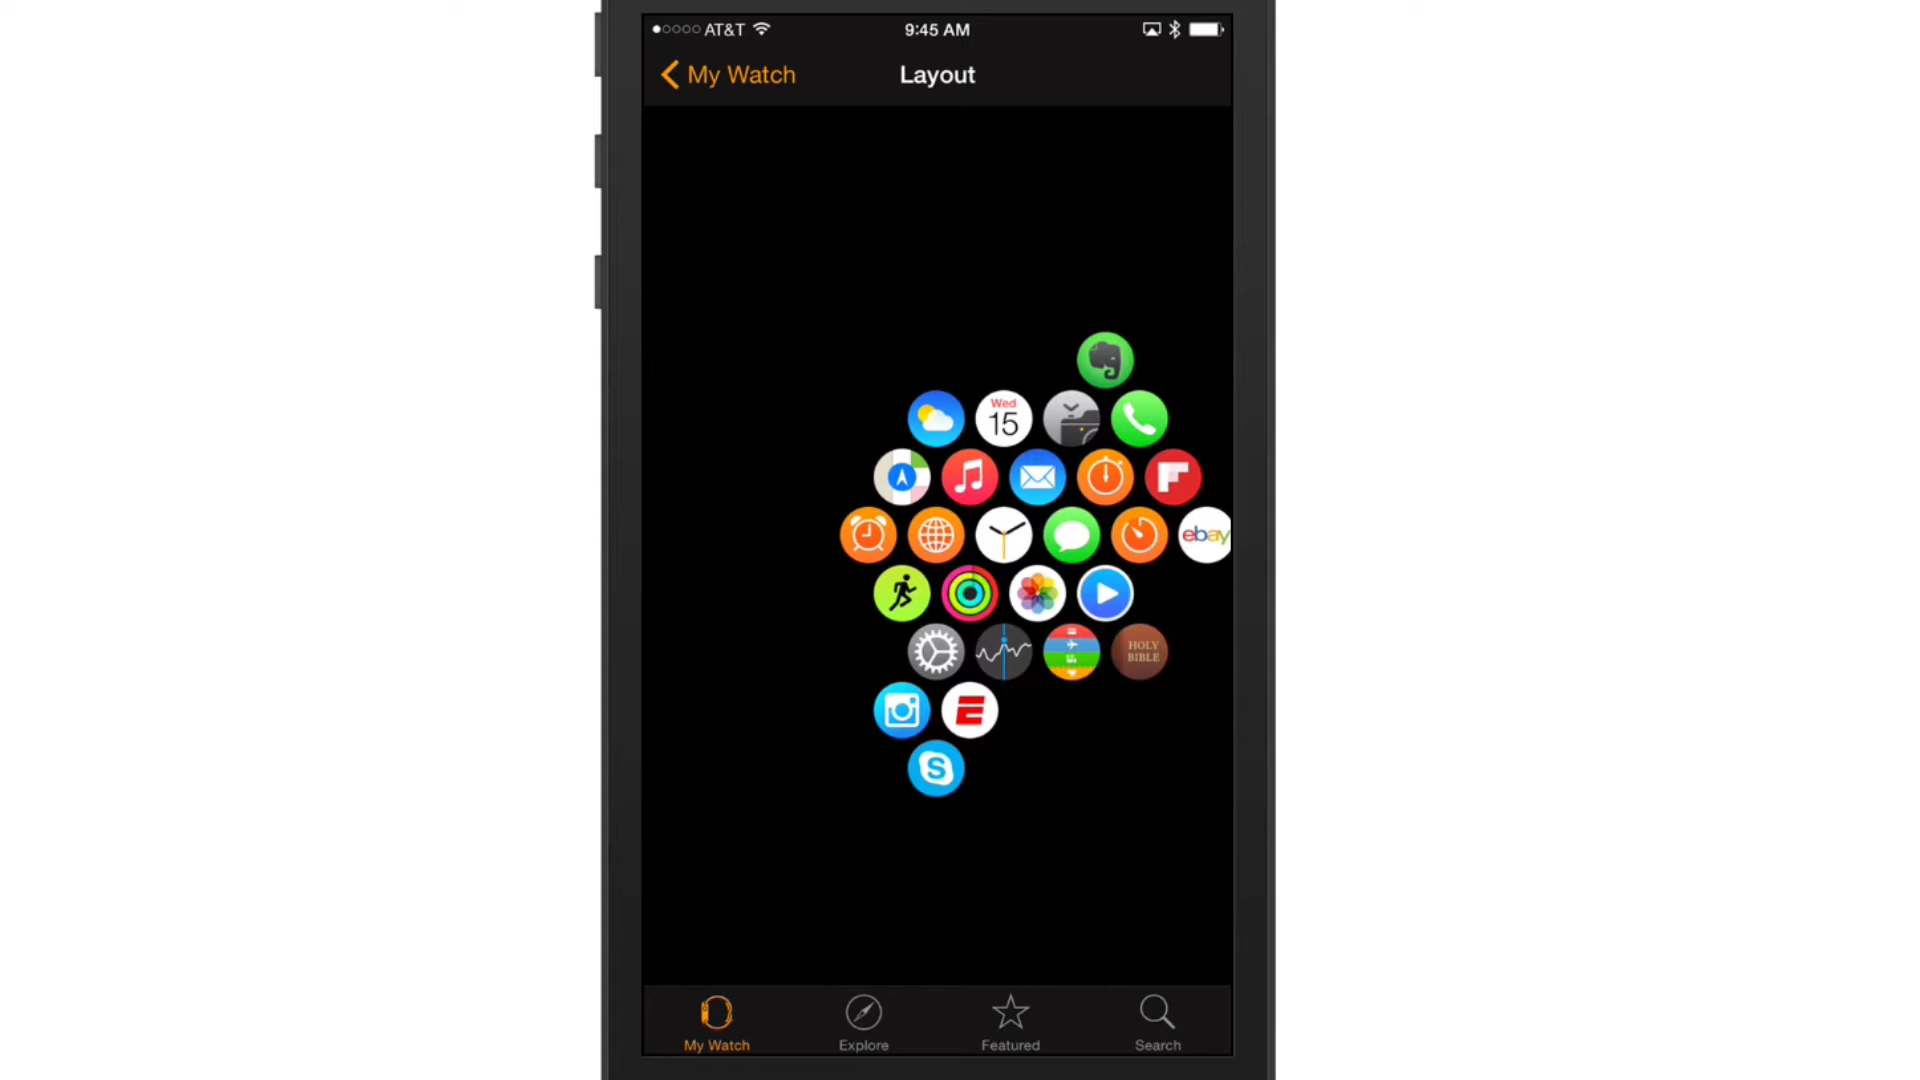 AT&T 9:45 AM
My Watch Layout
Wed
15
ebay
HOLY
BIBLE
My Watch Explore Featured Search